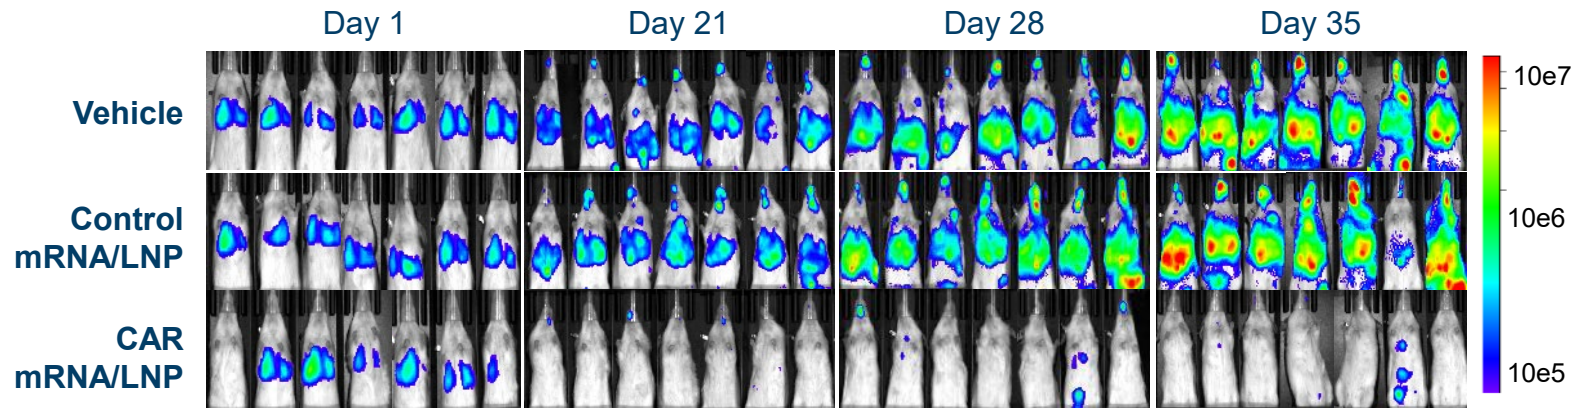 Day 1
Day 21
Day 28
Day 35
Vehicle
Control
mRNA/LNP
CAR
mRNA/LNP
10e7
10e6
10e5